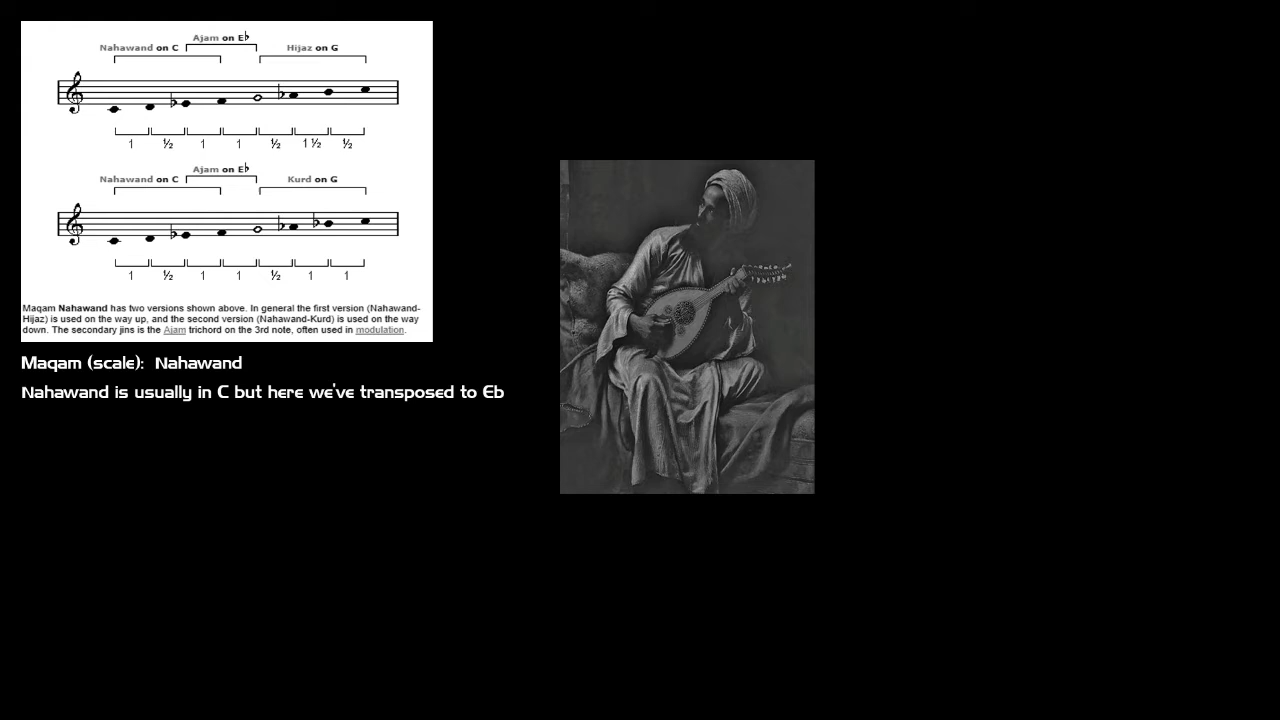 Ajam on E♭
Nahawand on C Hijaz on G
1 ½ 1 1 ½ 1 ½ ½
Ajam on E♭
Nahawand on C Kurd on G
1 ½ 1 1 ½ 1 1
Maqam Nahawand has two versions shown above. In general the first version (Nahawand-
Hijaz) is used on the way up, and the second version (Nahawand-Kurd) is used on the way
down. The secondary jins is the Ajam trichord on the 3rd note, often used in modulation.
Maqam (scale): Nahawand
Nahawand is usually in C but here we've transposed to Eb